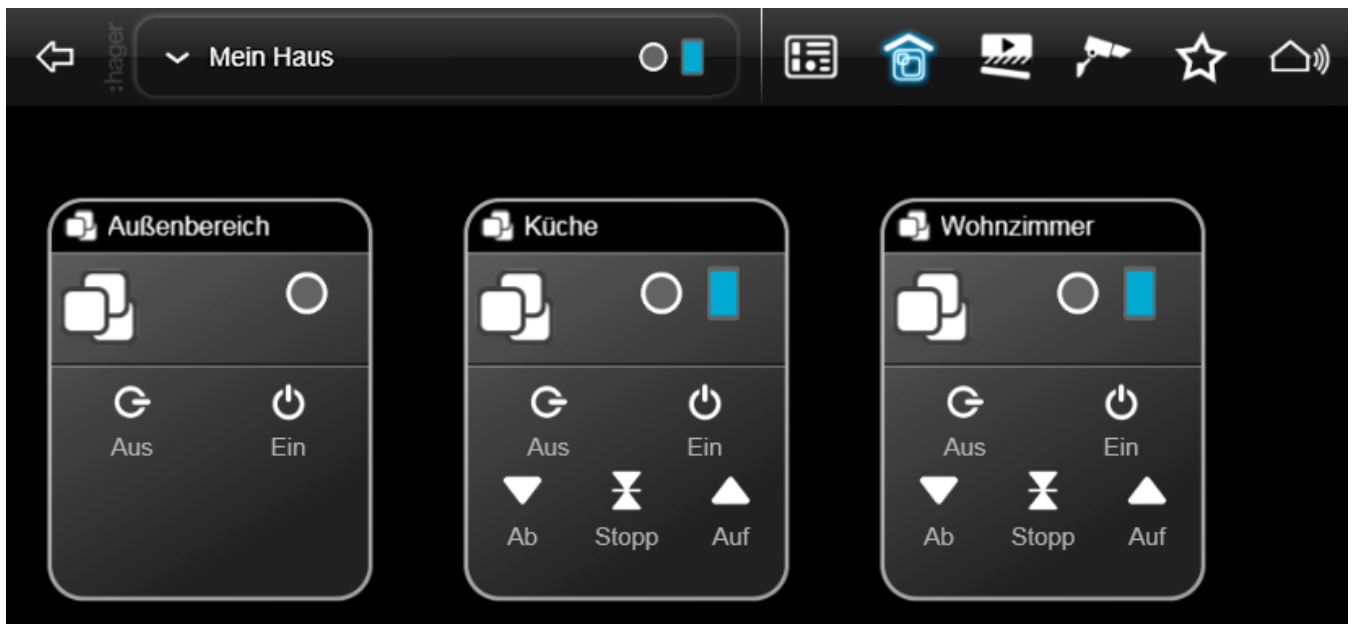 :hager
Mein Haus
Außenbereich
Küche
Wohnzimmer
Aus Ein
Aus Ein
Aus Ein
Ab Stopp Auf
Ab Stopp Auf